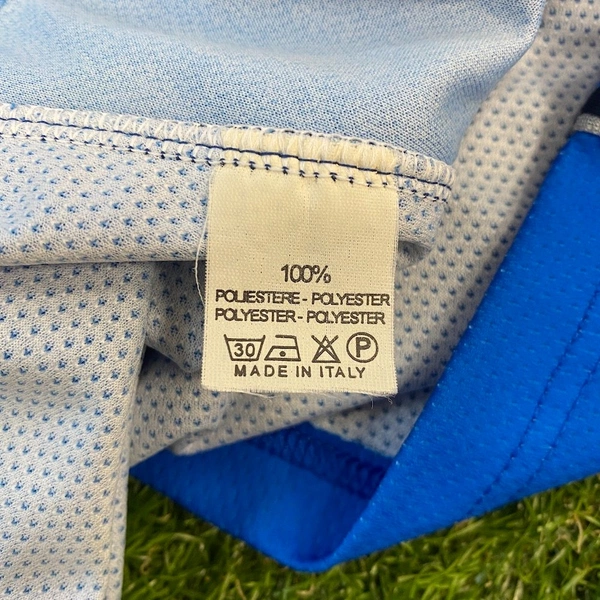 100%
POLIESTERE - POLYESTER
POLYESTER - POLYESTER
30 P
MADE IN ITALY